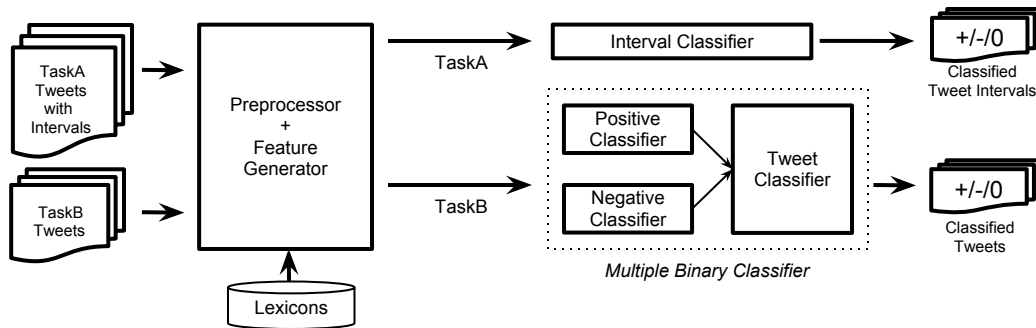 TaskA
Tweets
with
Intervals
TaskB
Tweets
Preprocessor
+
Feature
Generator
Lexicons
TaskA
TaskB
Interval Classifier
Positive
Classifier
Negative
Classifier
Tweet
Classifier
Multiple Binary Classifier
+/-/0
Classified
Tweet Intervals
+/-/0
Classified
Tweets